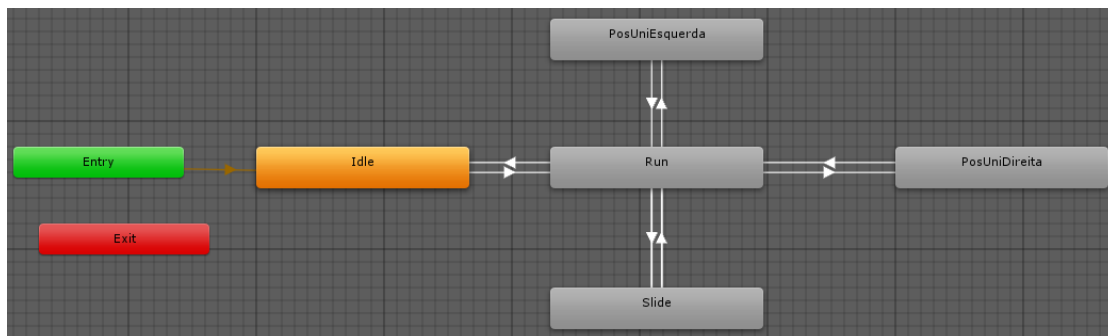 PosUniEsquerda
Entry
Idle
Run
PosUniDireita
Exit
Slide